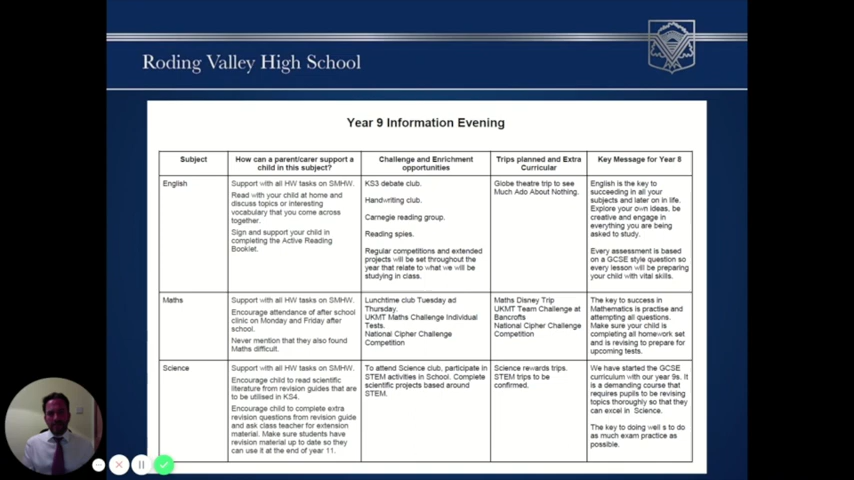 Roding Valley High School
Year 9 Information Evening
Subject
How can a parent/carer support a
child in this subject?
Challenge and Enrichment
opportunities
Trips planned and Extra
Curricular
Key Message for Year 8
English
Support with all HW tasks on SMHW.
Read with your child at home and
discuss topics or interesting
vocabulary that you come across
together.
Sign and support your child in
completing the Active Reading
Booklet.
KS3 debate club.
Handwriting club.
Carnegie reading group.
Reading spies.
Regular competitions and extended
projects will be set throughout the
year that relate to what we will be
studying in class.
Globe theatre trip to see
Much Ado About Nothing.
English is the key to
succeeding in all your
subjects and later on in life.
Explore your own ideas, be
creative and engage in
everything you are being
asked to study.
Every assessment is based
on a GCSE style question so
every lesson will be preparing
your child with vital skills.
Maths
Support with all HW tasks on SMHW.
Encourage attendance of after school
clinic on Monday and Friday after
school.
Never mention that they also found
Maths difficult.
Lunchtime club Tuesday ad
Thursday.
UKMT Maths Challenge Individual
Tests.
National Cipher Challenge
Competition
Maths Disney Trip
UKMT Team Challenge at
Bancrofts
National Cipher Challenge
Competition
The key to success in
Mathematics is practise and
attempting all questions.
Make sure your child is
completing all homework set
and is revising to prepare for
upcoming tests.
Science
Support with all HW tasks on SMHW.
Encourage child to read scientific
literature from revision guides that are
to be utilised in KS4.
Encourage child to complete extra
revision questions from revision guide
and ask class teacher for extension
material. Make sure students have
revision material up to date so they
can use it at the end of year 11.
To attend Science club, participate in
STEM activities in School. Complete
scientific projects based around
STEM.
Science rewards trips.
STEM trips to be
confirmed.
We have started the GCSE
curriculum with our year 9s. It
is a demanding course that
requires pupils to be revising
topics thoroughly so that they
can excel in Science.
The key to doing well s to do
as much exam practice as
possible.